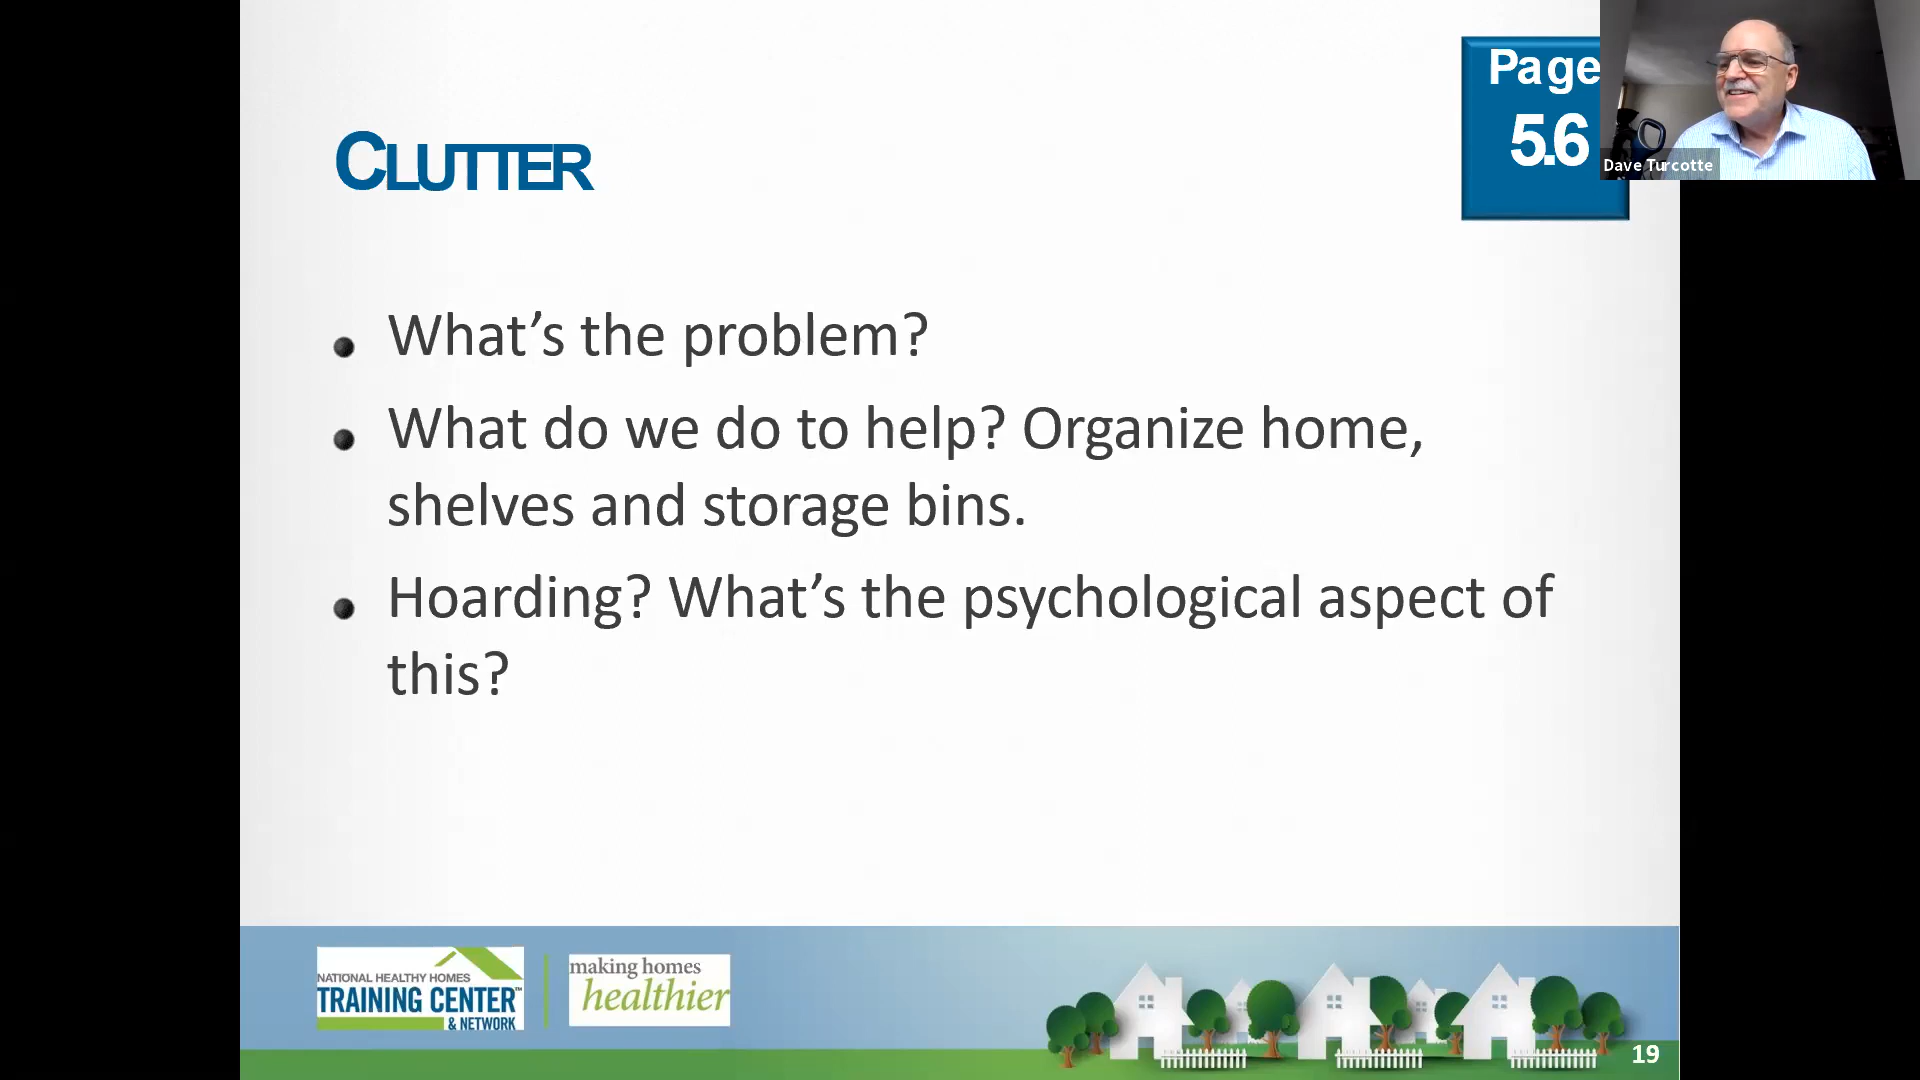 Page
5.6
Dave Turcotte
CLUTTER
What’s the problem?
What do we do to help? Organize home,
shelves and storage bins.
Hoarding? What’s the psychological aspect of
this?
NATIONAL HEALTHY HOMES
TRAINING CENTER™
& NETWORK
making homes
healthier
19